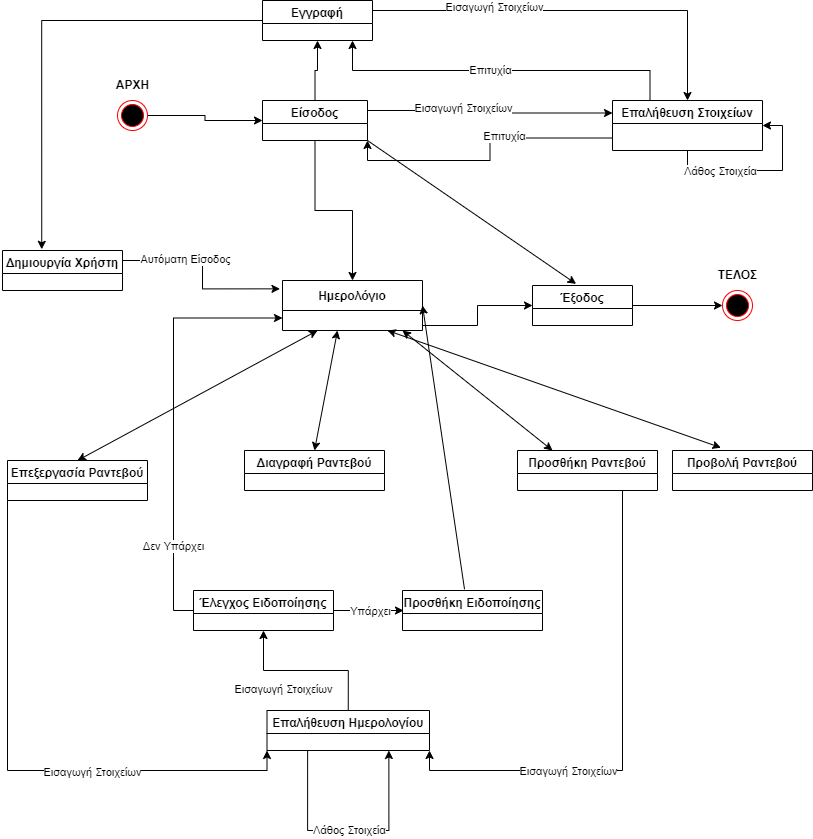 Εισαγωγή Στοιχείων
Εγγραφή
Επιτυχία
ΑΡΧΗ
Είσοδος
Εισαγωγή Στοιχείων
Επαλήθευση Στοιχείων
Επιτυχία
Λάθος Στοιχεία
Δημιουργία Χρήστη
Αυτόματη Είσοδος
ΤΕΛΟΣ
Ημερολόγιο
Έξοδος
Επεξεργασία Ραντεβού
Διαγραφή Ραντεβού
Προσθήκη Ραντεβού
Προβολή Ραντεβού
Δεν Υπάρχει
Έλεγχος Ειδοποίησης
Υπάρχει
Προσθήκη Ειδοποίησης
Εισαγωγή Στοιχείων
Επαλήθευση Ημερολογίου
Εισαγωγή Στοιχείων
Εισαγωγή Στοιχείων
Λάθος Στοιχεία